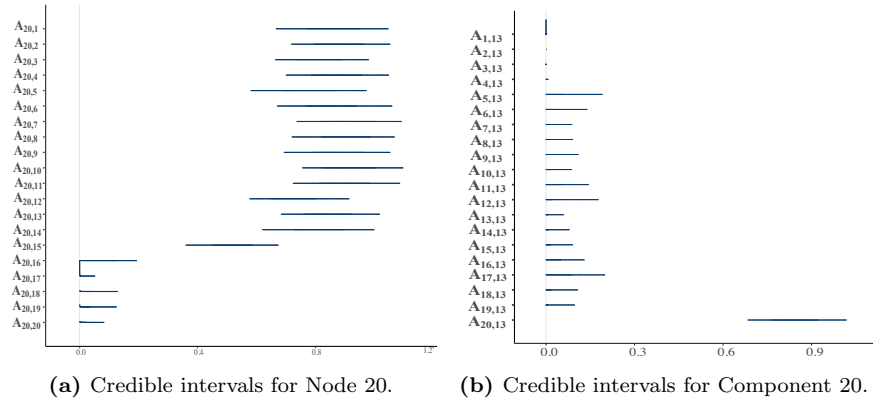 A20,1
A20,2
A20,3
A20,4
A20,5
A20,6
A20,7
A20,8
A20,9
A20,10
A20,11
A20,12
A20,13
A20,14
A20,15
A20,16
A20,17
A20,18
A20,19
A20,20
0.0 0.4 0.8 1.2
(a) Credible intervals for Node 20.
A1,13
A2,13
A3,13
A4,13
A5,13
A6,13
A7,13
A8,13
A9,13
A10,13
A11,13
A12,13
A13,13
A14,13
A15,13
A16,13
A17,13
A18,13
A19,13
A20,13
0.0 0.3 0.6 0.9
(b) Credible intervals for Component 20.